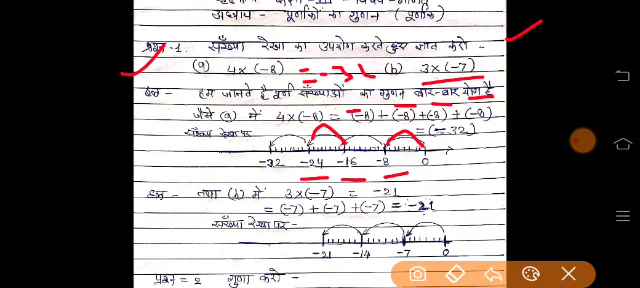 अध्याय - पूर्णांकों का गुणन (पूर्णांक)
प्रश्न-1. संख्या रेखा का उपयोग करते हुए ज्ञात करो -
(a) 4×(-8) = -32 (b) 3×(-7)
हल - हम जानते है पूर्ण संख्याओं का गुणन बार-बार योग है
जैसे (a) में 4×(-8) = (-8) + (-8) + (-8) + (-8)
संख्या रेखा पर = (-32)
-32 -24 -16 -8 0
हल - तथा (b) में 3×(-7) = -21
= (-7) + (-7) + (-7) = -21
संख्या रेखा पर -
-21 -14 -7 0
प्रश्न = 2 गुणा करो -